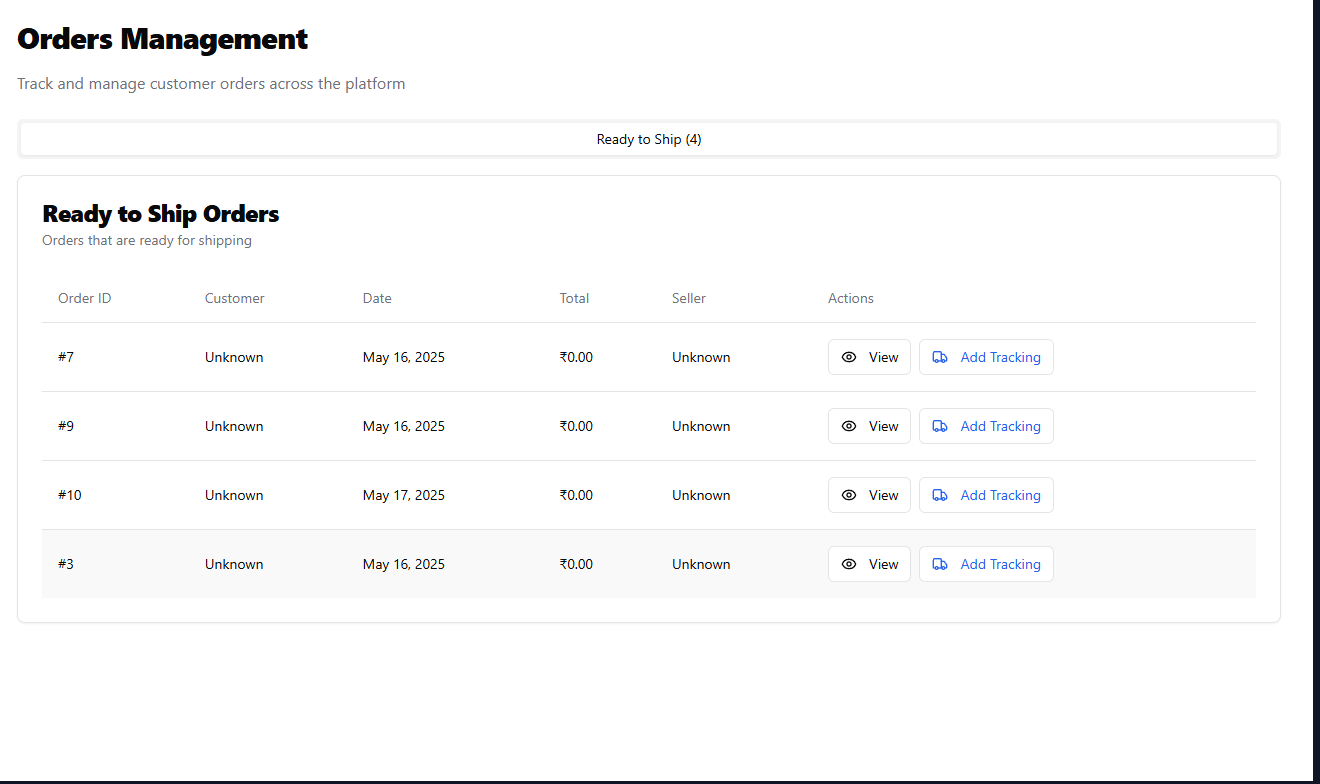 Orders Management
Track and manage customer orders across the platform
Ready to Ship (4)
Ready to Ship Orders
Orders that are ready for shipping
Order ID Customer Date Total Seller Actions
#7 Unknown May 16, 2025 ₹0.00 Unknown View Add Tracking
#9 Unknown May 16, 2025 ₹0.00 Unknown View Add Tracking
#10 Unknown May 17, 2025 ₹0.00 Unknown View Add Tracking
#3 Unknown May 16, 2025 ₹0.00 Unknown View Add Tracking